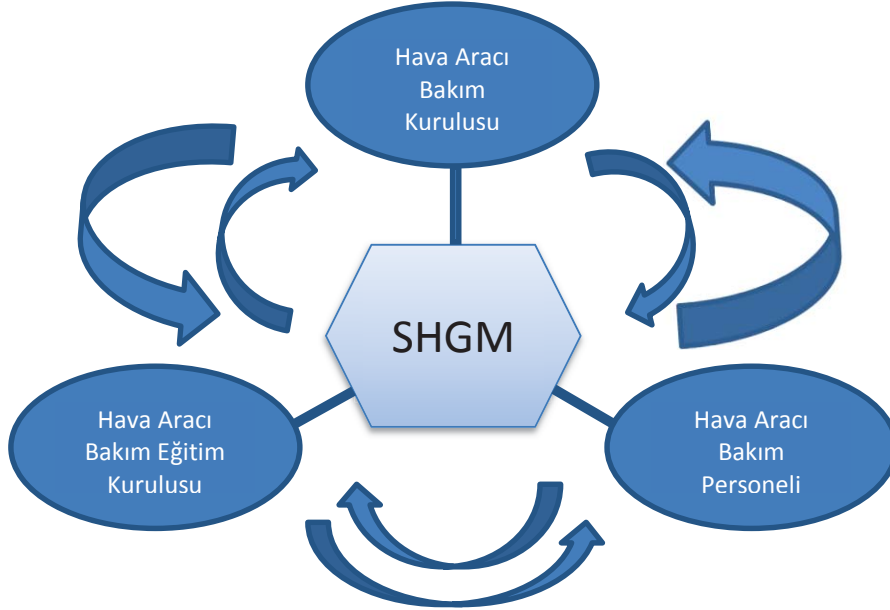 Hava Aracı
Bakım
Kurulusu
SHGM
Hava Aracı
Bakım Eğitim
Kurulusu
Hava Aracı
Bakım
Personeli